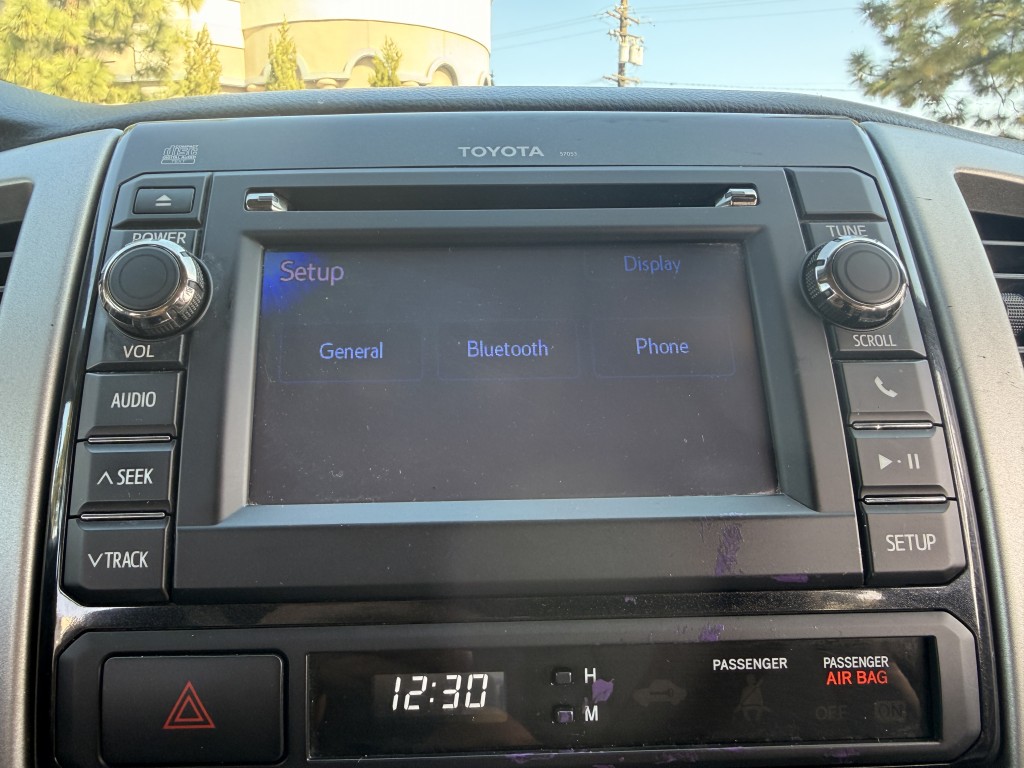 TOYOTA 57055
POWER
VOL
AUDIO
∧ SEEK
∨ TRACK
Setup
Display
General Bluetooth Phone
TUNE
SCROLL
SETUP
12:30
H
M
PASSENGER
PASSENGER
AIR BAG
OFF ON